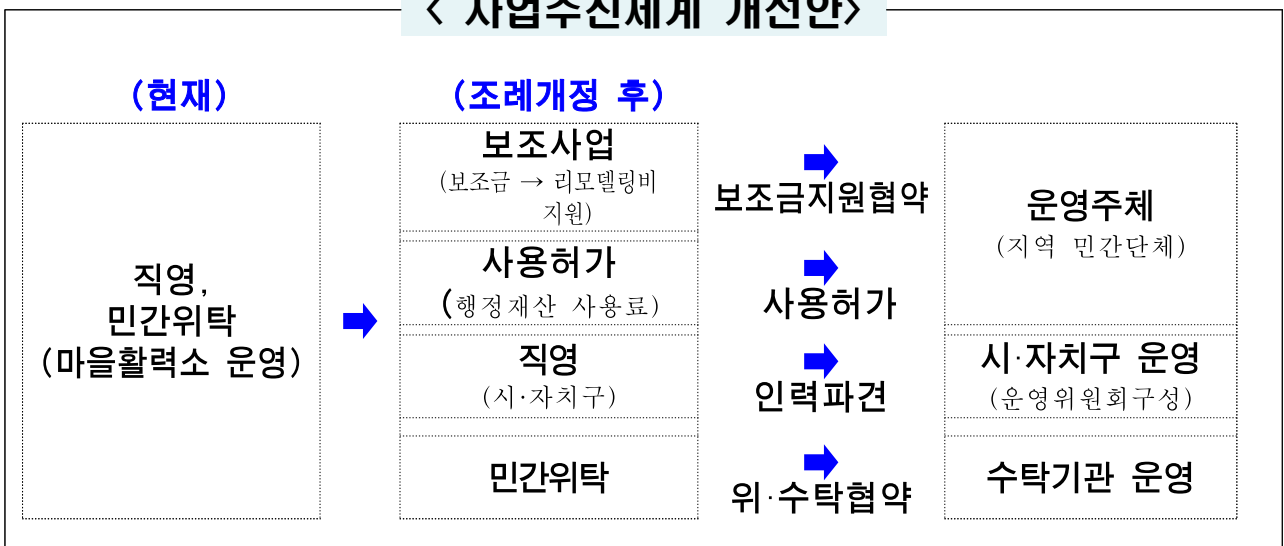 < 사업추진체계 개선안>
(현재)
(조례개정 후)
직영,
민간위탁
(마을활력소 운영)
보조사업
(보조금 → 리모델링비
지원)
사용허가
(행정재산 사용료)
직영
(시·자치구)
민간위탁
보조금지원협약
사용허가
인력파견
위·수탁협약
운영주체
(지역 민간단체)
시·자치구 운영
(운영위원회구성)
수탁기관 운영